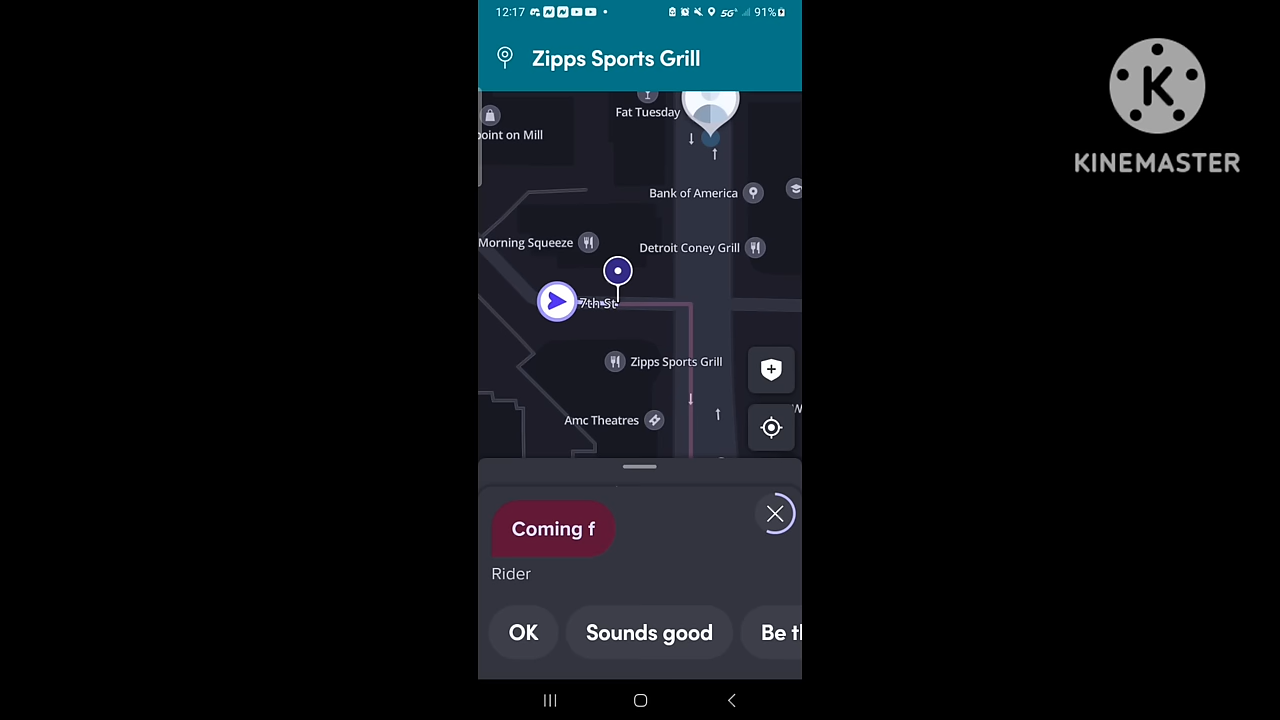 12:17
5G+
91%
Zipps Sports Grill
Fat Tuesday
point on Mill
Bank of America
Morning Squeeze
Detroit Coney Grill
7th St
Zipps Sports Grill
Amc Theatres
W
Coming f
Rider
OK
Sounds good
Be th
K
KINEMASTER